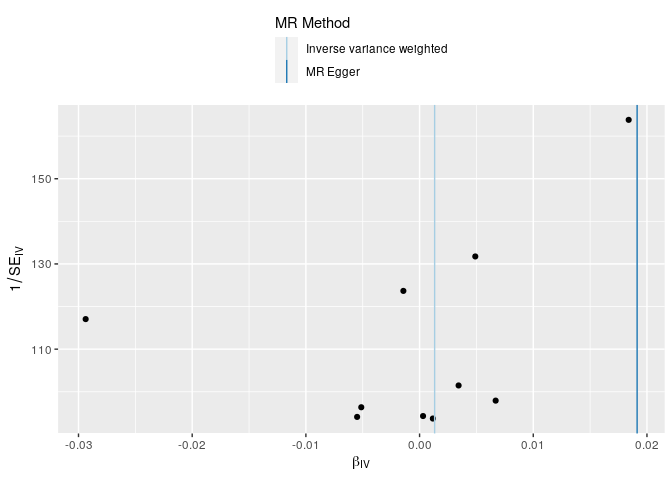 MR Method
Inverse variance weighted
MR Egger
150
130
110
1/SE_IV
-0.03 -0.02 -0.01 0.00 0.01 0.02
β_IV